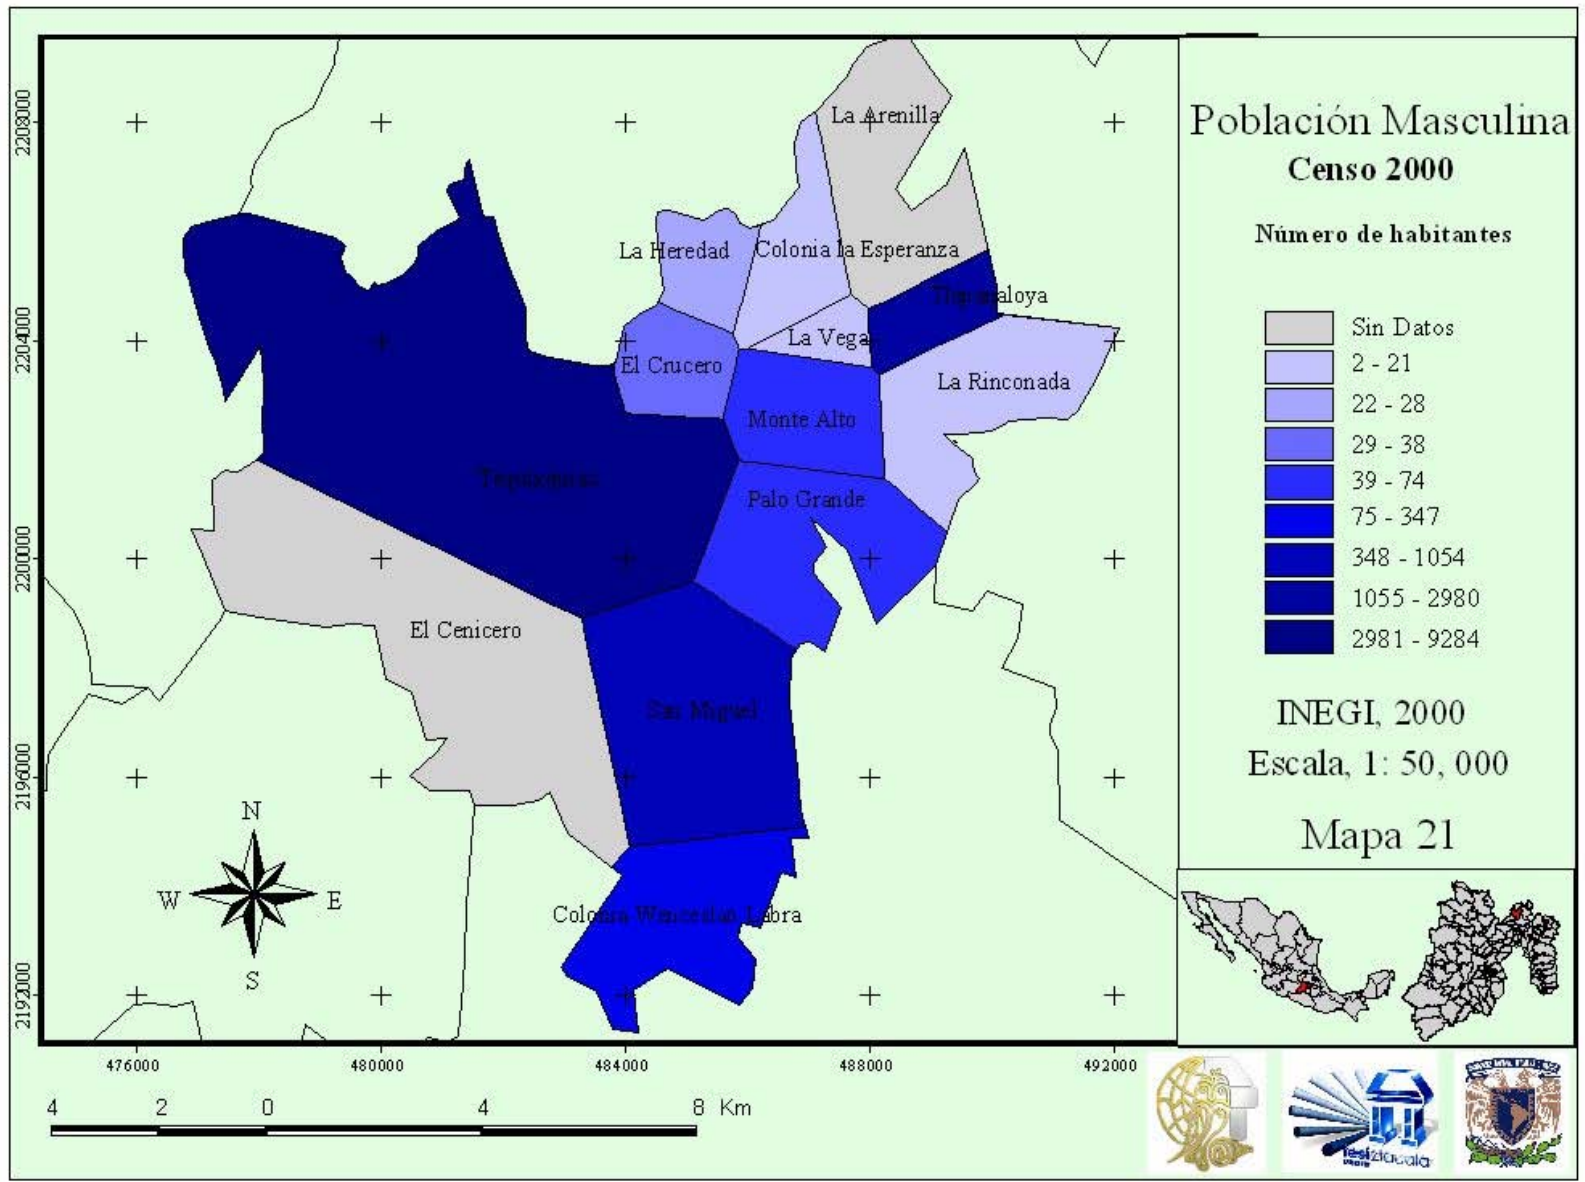 Población Masculina
Censo 2000
Número de habitantes
Sin Datos
2 - 21
22 - 28
29 - 38
39 - 74
75 - 347
348 - 1054
1055 - 2980
2981 - 9284
INEGI, 2000
Escala, 1: 50, 000
Mapa 21
La Arenilla
La Heredad
Colonia la Esperanza
La Vega
El Crucero
La Rinconada
Monte Alto
Palo Grande
El Cenicero
San Miguel
Colonia Wenceslao Labra
2208000
2204000
2200000
2196000
2192000
476000
480000
484000
488000
492000
N
W
E
S
4 2 0 4 8 Km